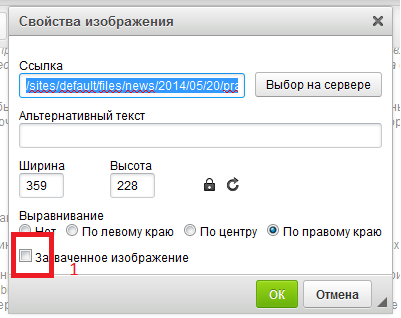 Свойства изображения
Ссылка
/sites/default/files/news/2014/05/20/pra
Выбор на сервере
Альтернативный текст
Ширина Высота
359 228
Выравнивание
Нет По левому краю По центру По правому краю
Захваченное изображение
1
ОК Отмена